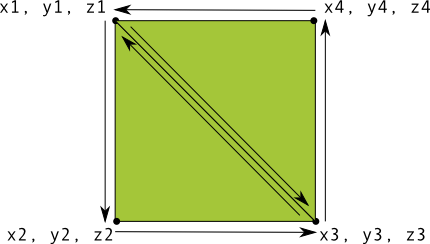 x1, y1, z1
x4, y4, z4
x2, y2, z2
x3, y3, z3